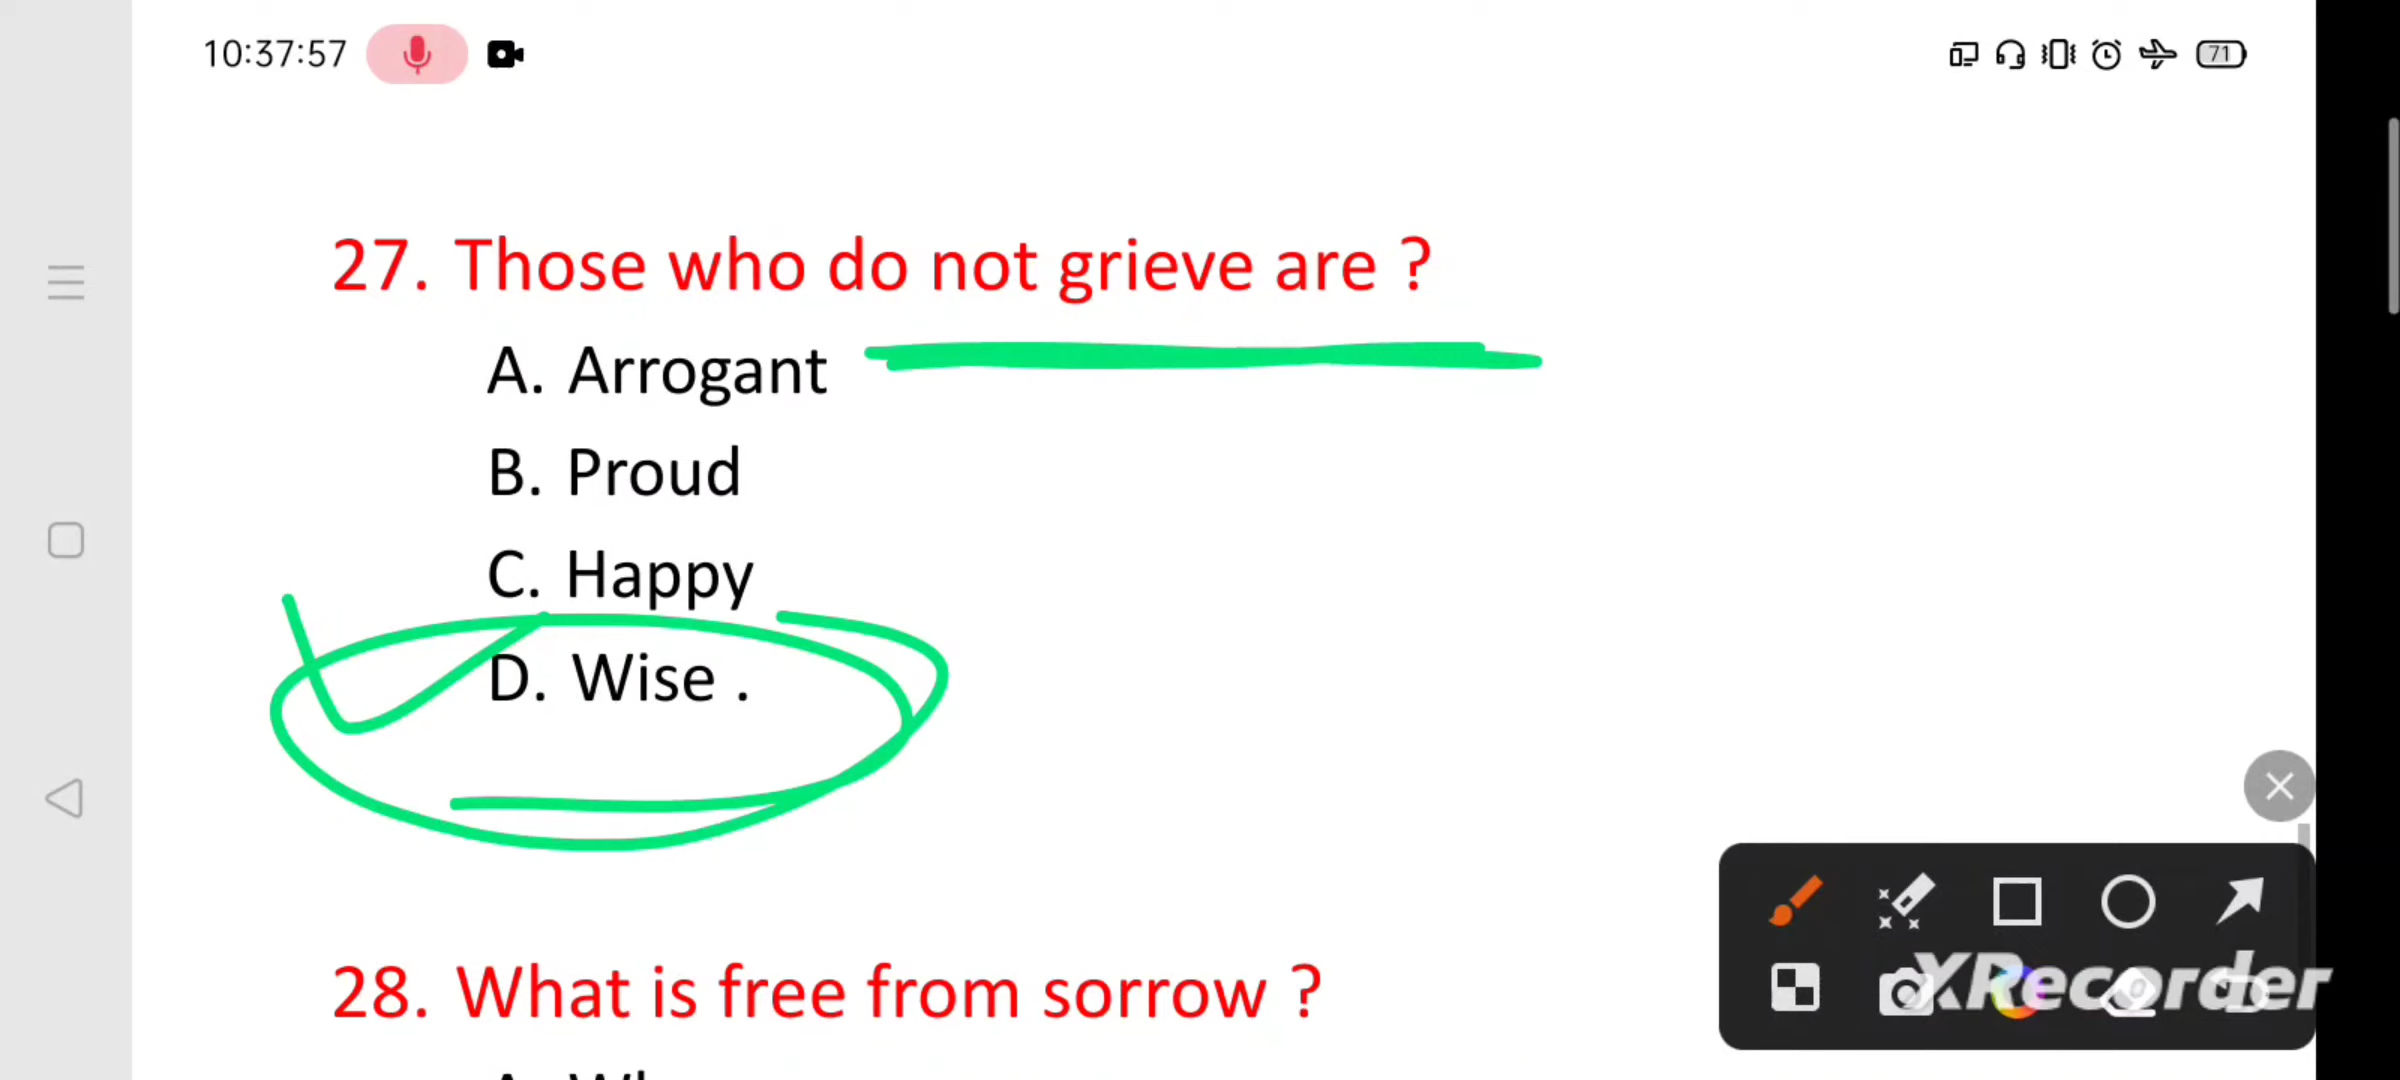 10:37:57
71
27. Those who do not grieve are ?
A. Arrogant
B. Proud
C. Happy
D. Wise .
28. What is free from sorrow ?
XRecorder